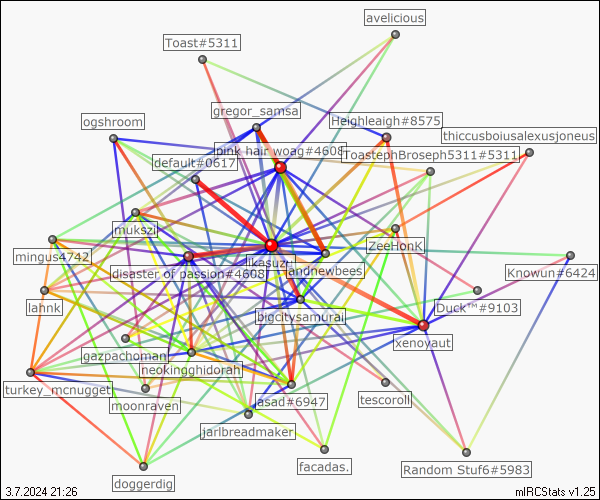 avelicious
Toast#5311
gregor_samsa
ogshroom
Heighleaigh#8575
thiccusboiusalexusjoneus
pink hair woag#4608
ToastephBroseph5311#5311
default#0617
mukszi
mingus4742
ZeeHonK
ikasuzu
disaster of passion#4608
andnewbees
Knowun#6424
lahnk
Duck™#9103
bigcitysamurai
xenoyaut
gazpachoman
neokingghidorah
turkey_mcnugget
moonraven
asad#6947
tescoroll
jarlbreadmaker
facadas.
Random Stuf6#5983
doggerdig
3.7.2024 21:26
mIRCStats v1.25